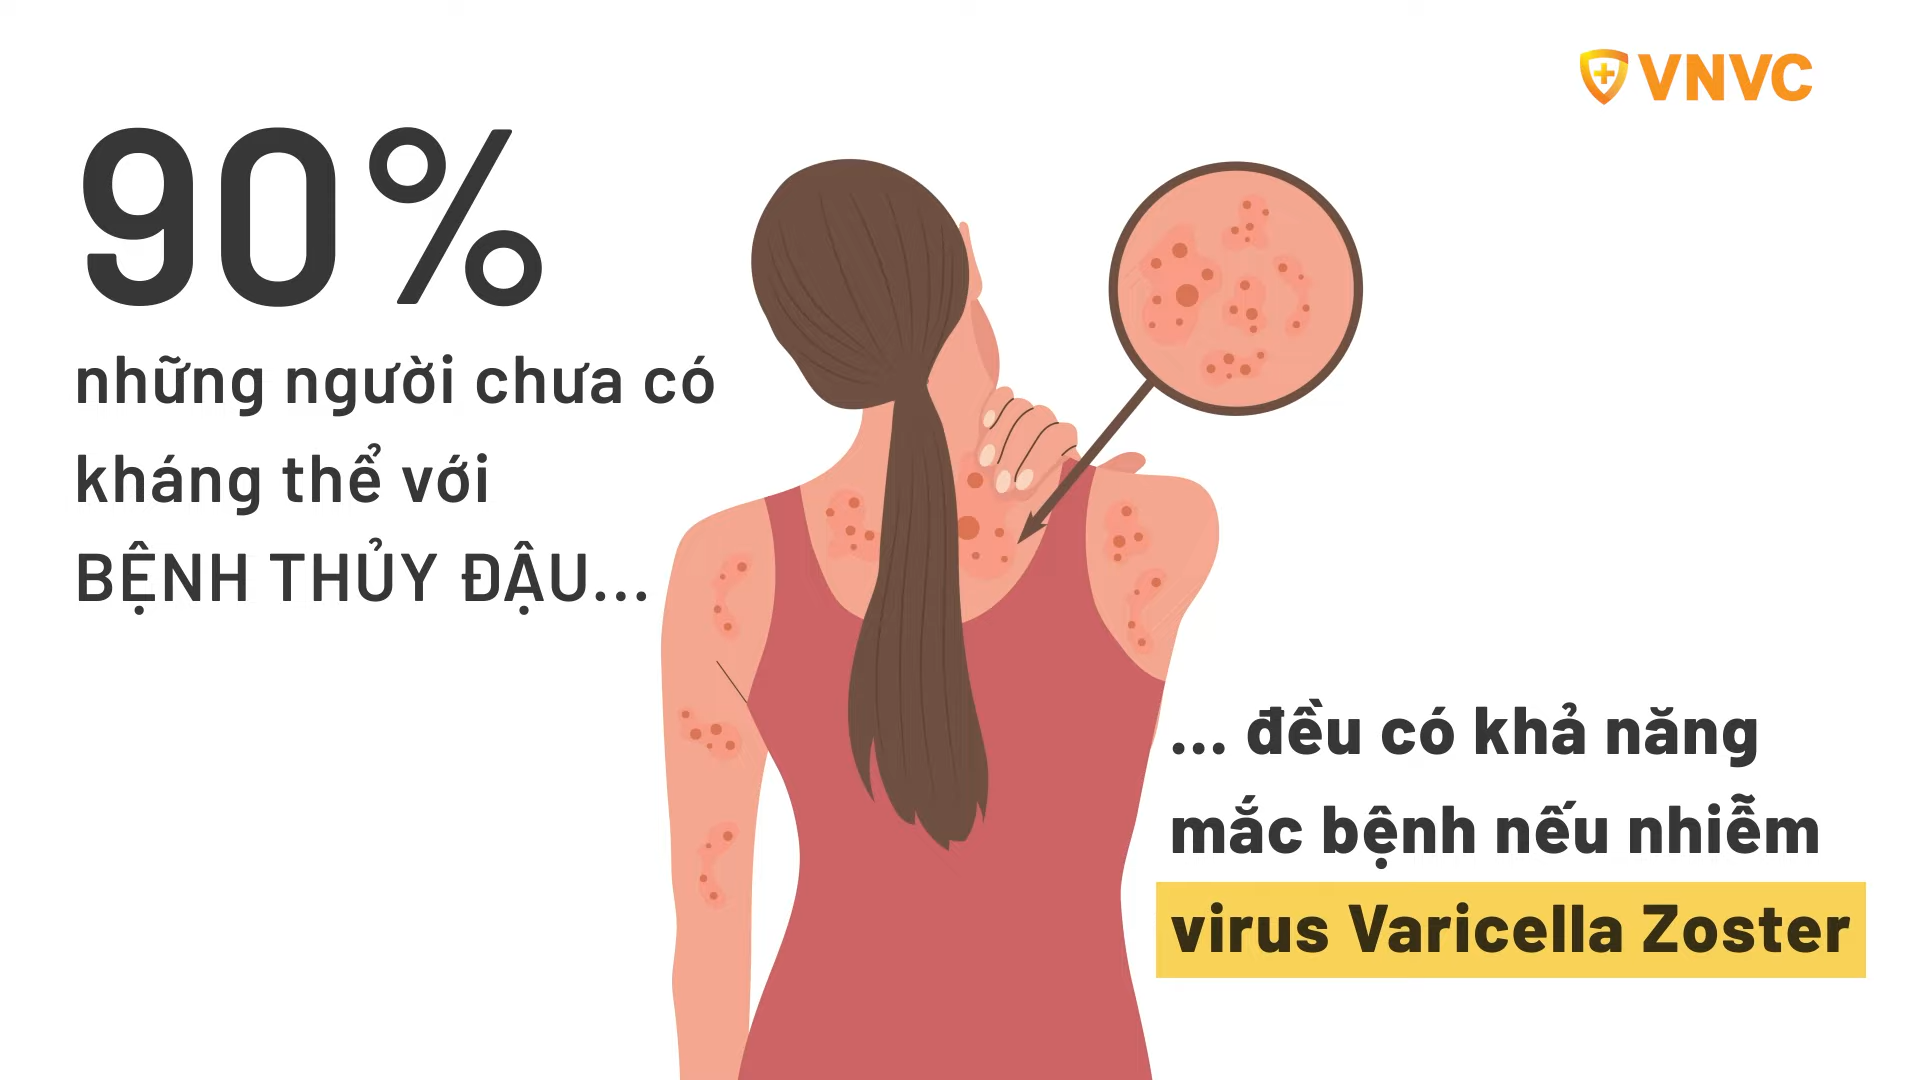 VNVC
90%
những người chưa có
kháng thể với
BỆNH THỦY ĐẬU...
... đều có khả năng
mắc bệnh nếu nhiễm
virus Varicella Zoster